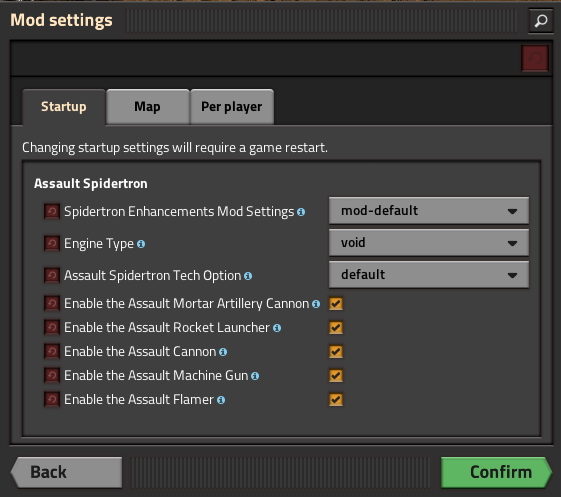 Mod settings
Startup
Map
Per player
Changing startup settings will require a game restart.
Assault Spidertron
Spidertron Enhancements Mod Settings
mod-default
Engine Type
void
Assault Spidertron Tech Option
default
Enable the Assault Mortar Artillery Cannon
Enable the Assault Rocket Launcher
Enable the Assault Cannon
Enable the Assault Machine Gun
Enable the Assault Flamer
Back
Confirm